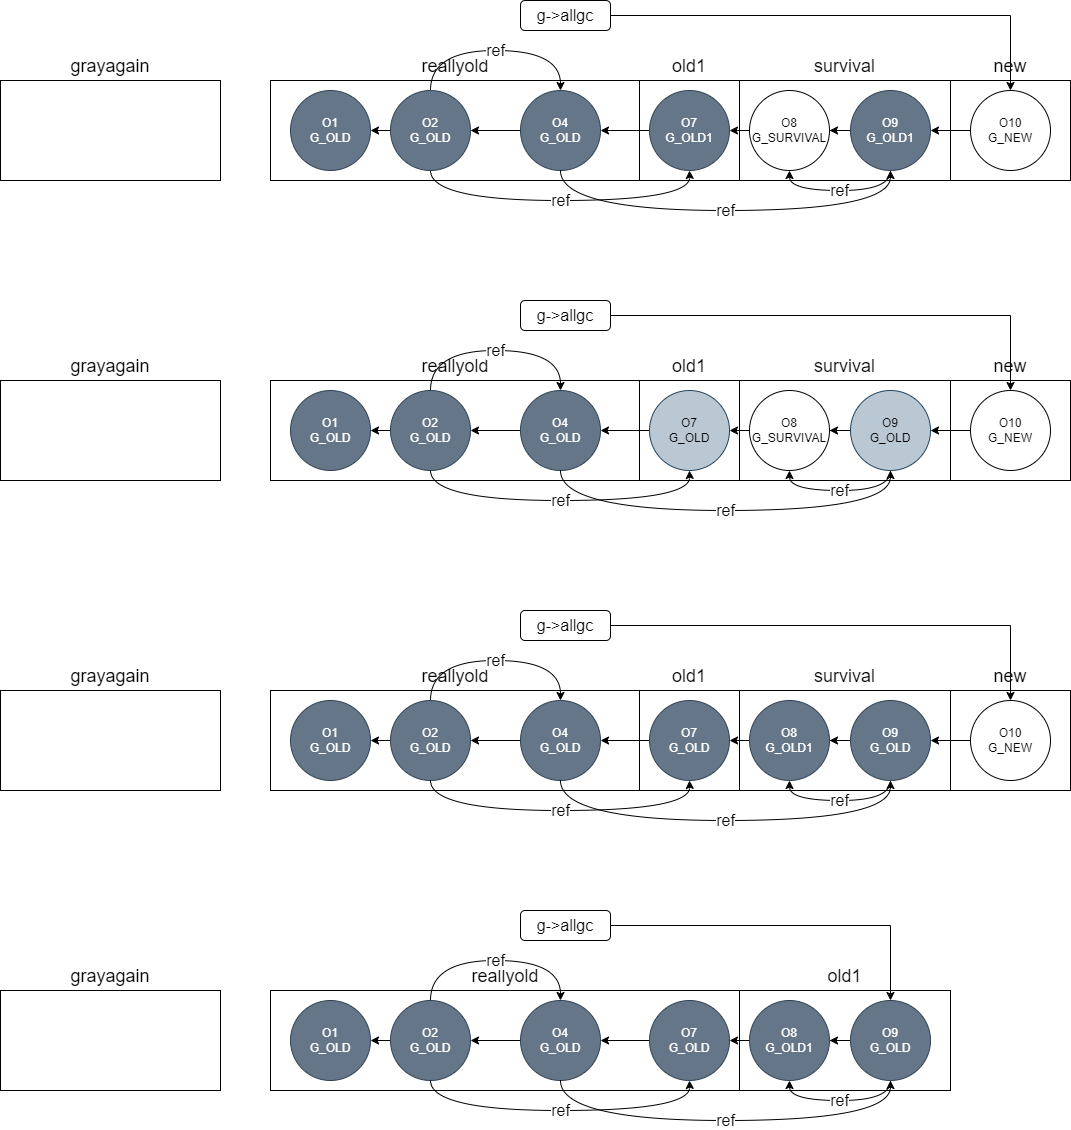 g->allgc
ref
grayagain
reallyold
old1
survival
new
O1
G_OLD
O2
G_OLD
O4
G_OLD
O7
G_OLD1
O8
G_SURVIVAL
O9
G_OLD1
O10
G_NEW
ref
ref
ref
g->allgc
ref
grayagain
reallyold
old1
survival
new
O1
G_OLD
O2
G_OLD
O4
G_OLD
O7
G_OLD
O8
G_SURVIVAL
O9
G_OLD
O10
G_NEW
ref
ref
ref
g->allgc
ref
grayagain
reallyold
old1
survival
new
O1
G_OLD
O2
G_OLD
O4
G_OLD
O7
G_OLD
O8
G_OLD1
O9
G_OLD
O10
G_NEW
ref
ref
ref
g->allgc
ref
grayagain
reallyold
old1
O1
G_OLD
O2
G_OLD
O4
G_OLD
O7
G_OLD
O8
G_OLD1
O9
G_OLD
ref
ref
ref